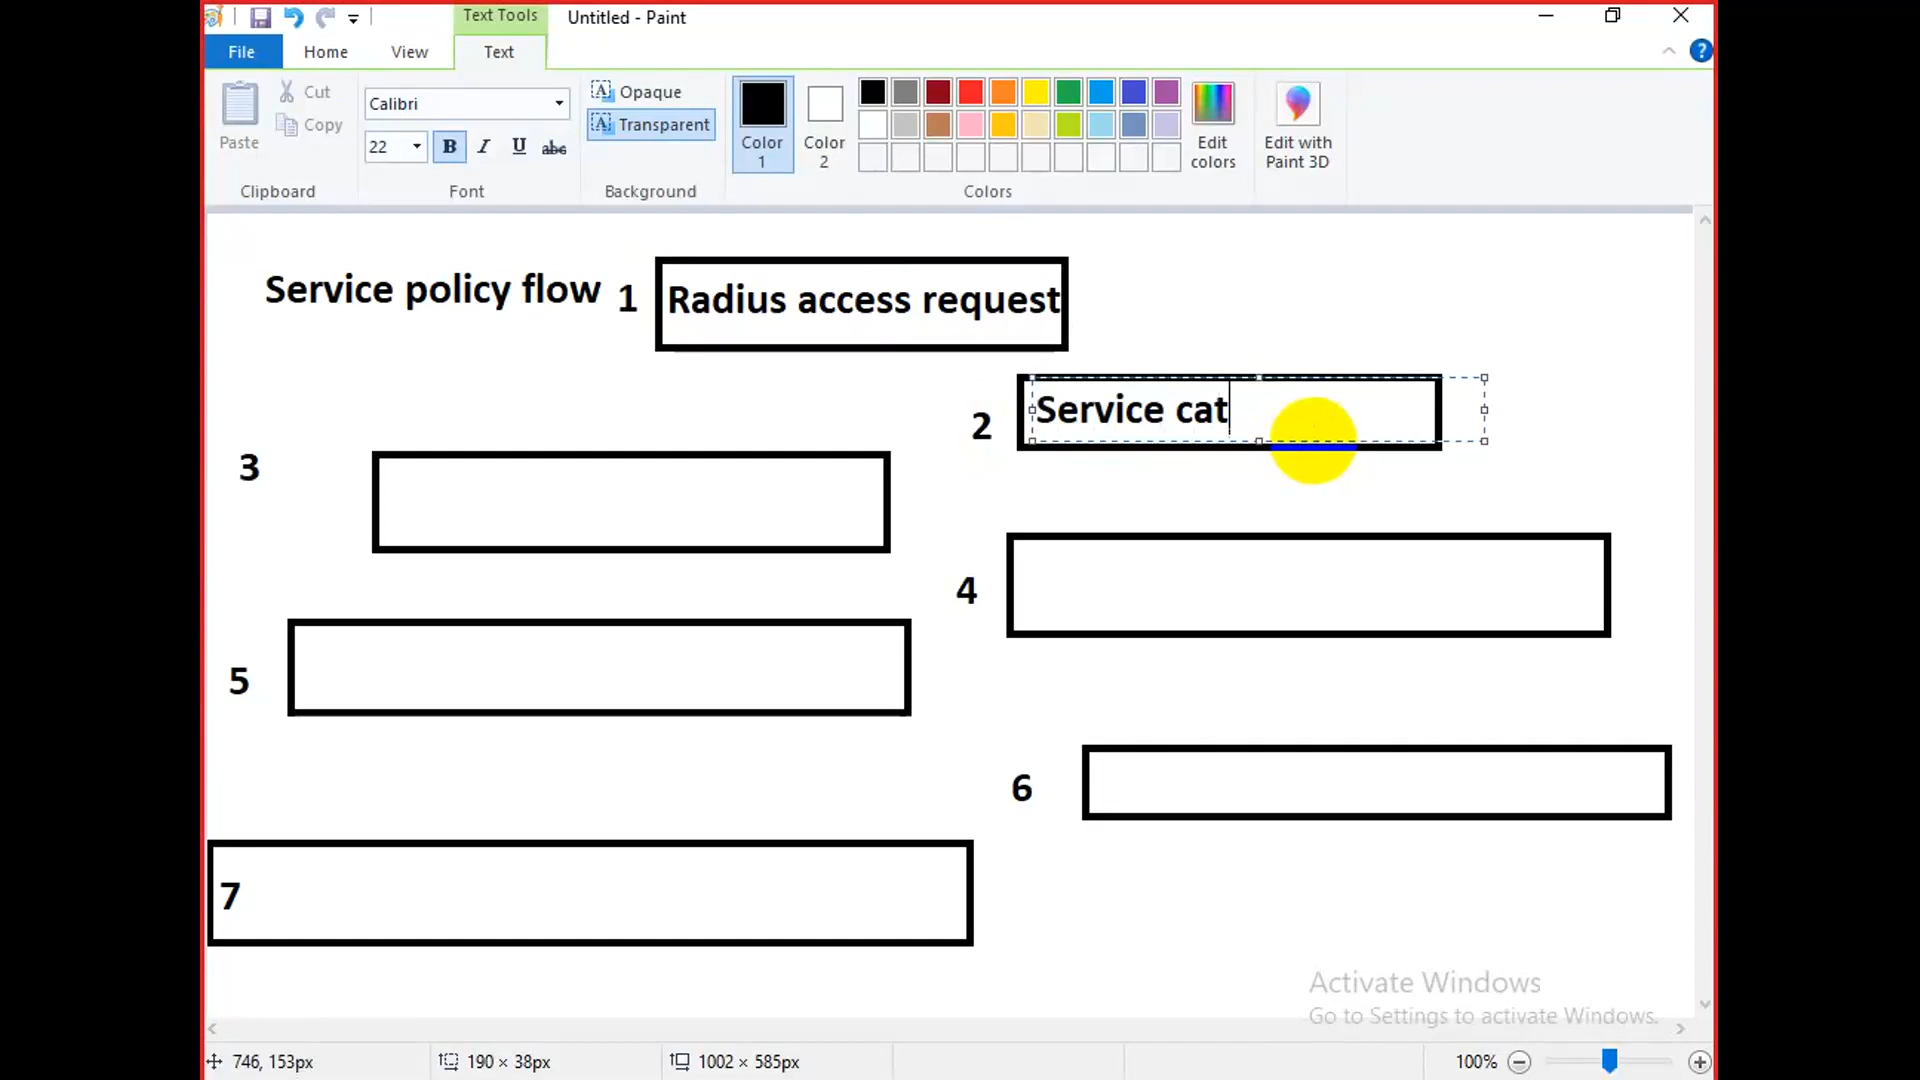 Text Tools
Untitled - Paint
File
Home
View
Text
Paste
Cut
Copy
Clipboard
Calibri
22
B I U abc
Font
Opaque
Transparent
Background
Color 1
Color 2
Colors
Edit colors
Edit with Paint 3D
Service policy flow
1
Radius access request
2
Service cat
3
4
5
6
7
Activate Windows
Go to Settings to activate Windows.
746, 153px
190 × 38px
1002 × 585px
100%